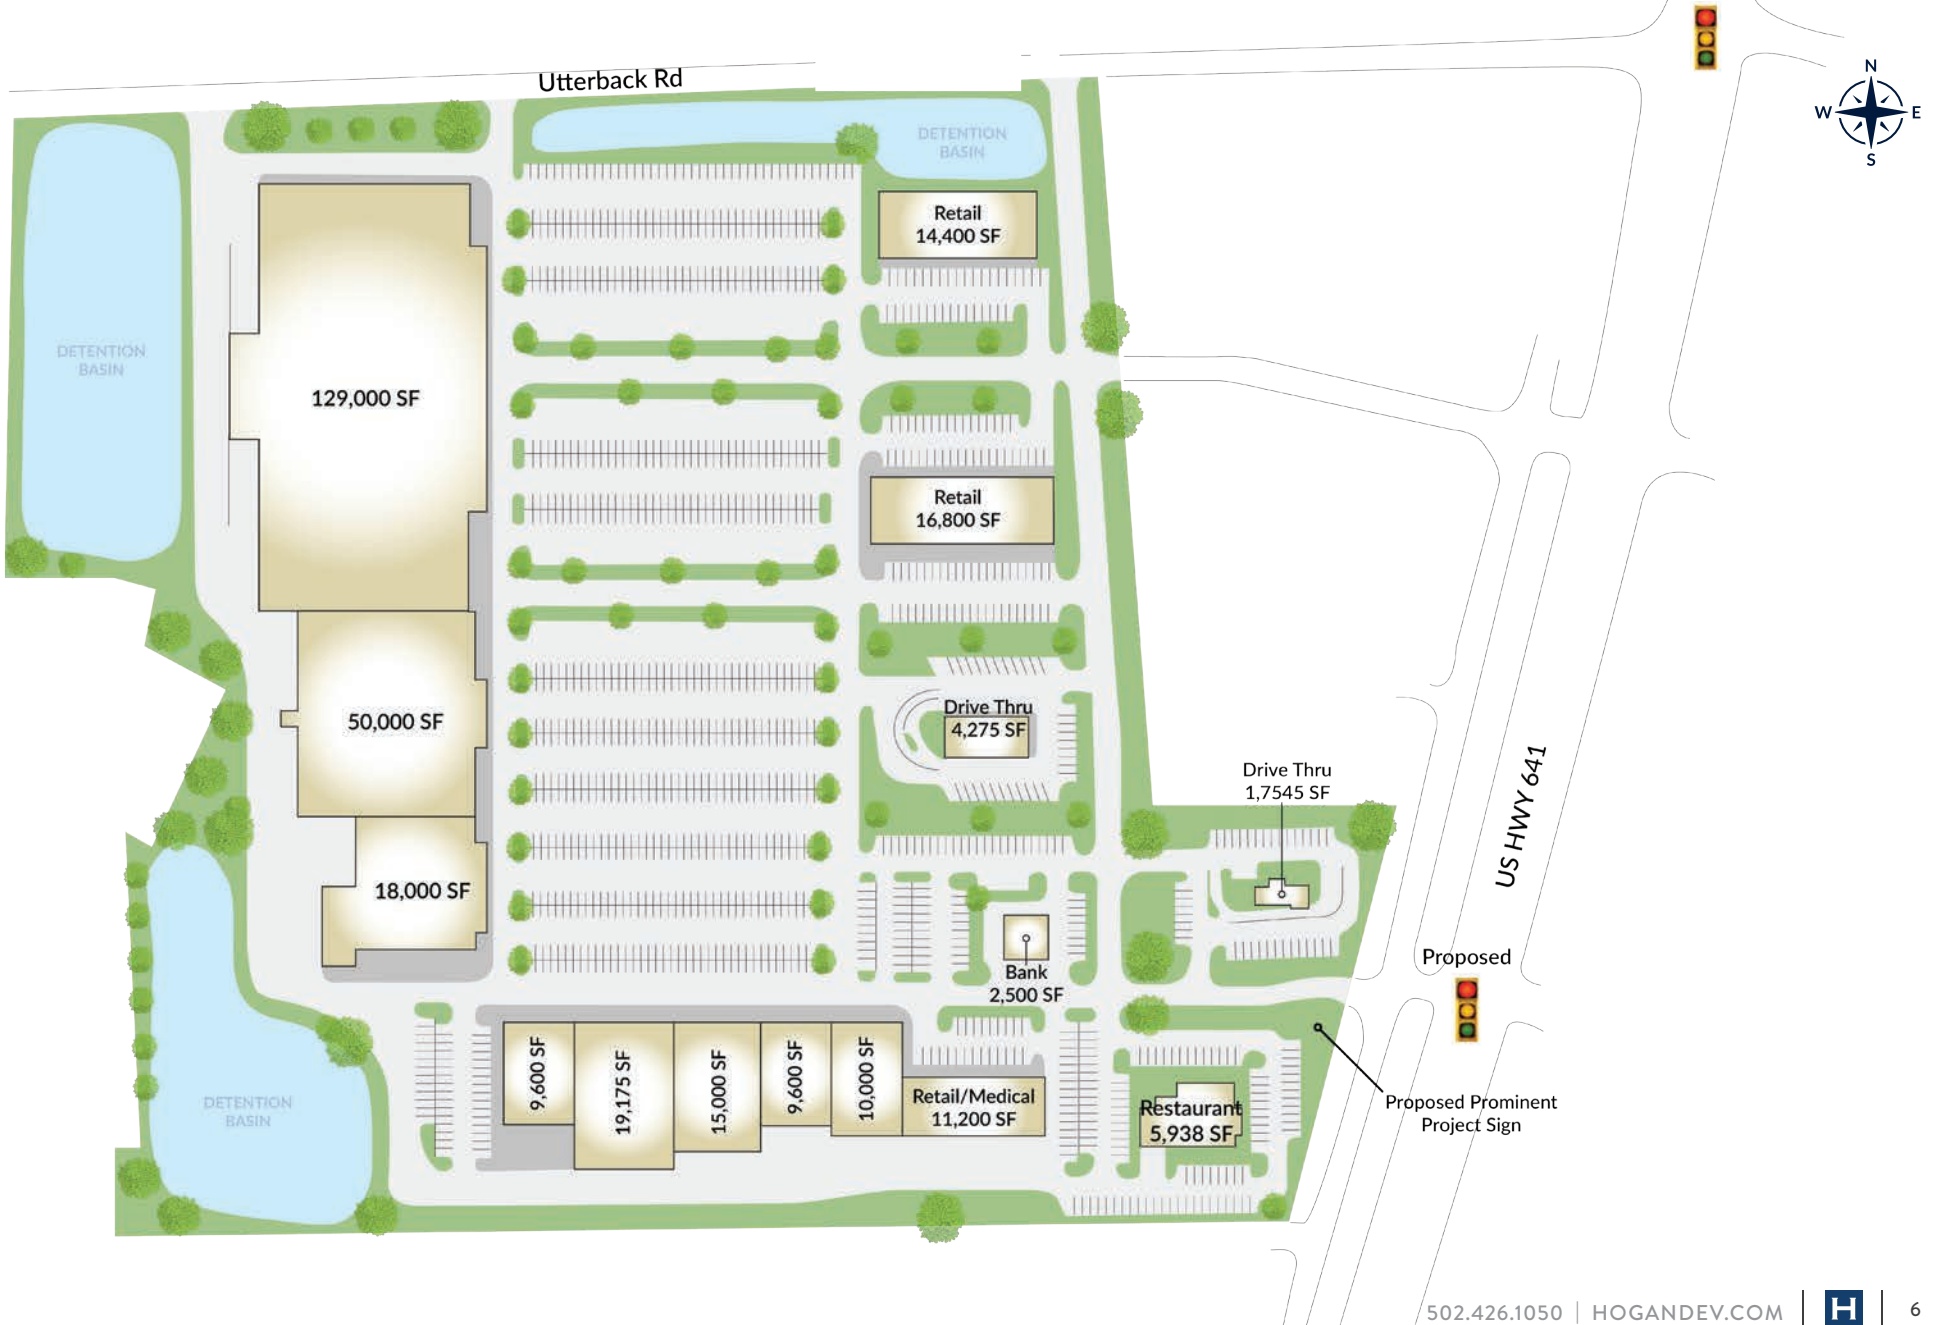 Utterback Rd
N
W
E
S
DETENTION
BASIN
Retail
14,400 SF
DETENTION
BASIN
129,000 SF
Retail
16,800 SF
50,000 SF
Drive Thru
4,275 SF
Drive Thru
1,7545 SF
US HWY 641
18,000 SF
Proposed
Bank
2,500 SF
9,600 SF
19,175 SF
15,000 SF
9,600 SF
10,000 SF
Retail/Medical
11,200 SF
Restaurant
5,938 SF
Proposed Prominent
Project Sign
DETENTION
BASIN
502.426.1050 | HOGANDEV.COM
H
6